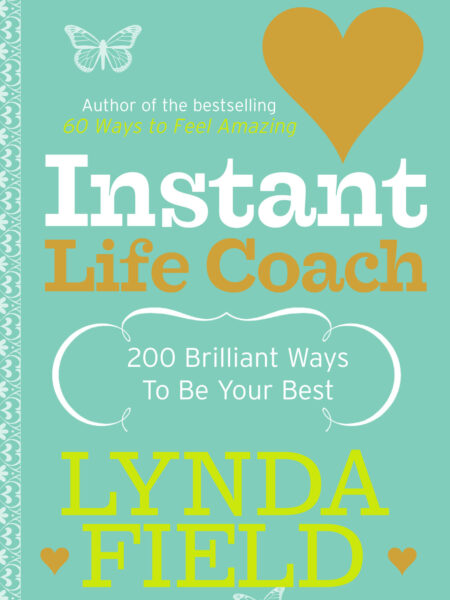 Author of the bestselling
60 Ways to Feel Amazing
Instant
Life Coach
200 Brilliant Ways
To Be Your Best
LYNDA
FIELD